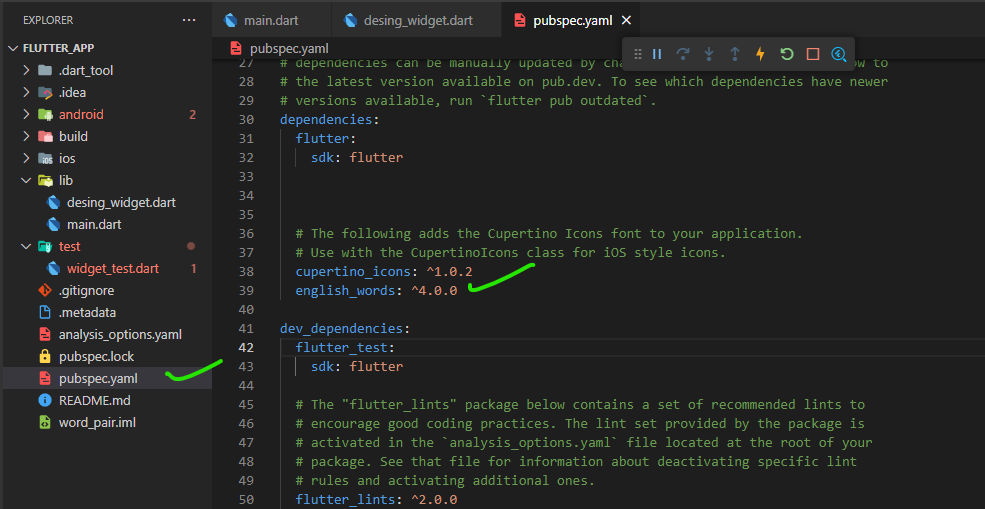 EXPLORER
···
main.dart
desing_widget.dart
pubspec.yaml
FLUTTER_APP
pubspec.yaml
.dart_tool
.idea
android
2
build
ios
lib
desing_widget.dart
main.dart
test
widget_test.dart
1
.gitignore
.metadata
analysis_options.yaml
pubspec.lock
pubspec.yaml
README.md
word_pair.iml
27 # dependencies can be manually updated by cha to
28 # the latest version available on pub.dev. To see which dependencies have newer
29 # versions available, run `flutter pub outdated`.
30 dependencies:
31 flutter:
32 sdk: flutter
33
34
35
36 # The following adds the Cupertino Icons font to your application.
37 # Use with the CupertinoIcons class for iOS style icons.
38 cupertino_icons: ^1.0.2
39 english_words: ^4.0.0
40
41 dev_dependencies:
42 flutter_test:
43 sdk: flutter
44
45 # The "flutter_lints" package below contains a set of recommended lints to
46 # encourage good coding practices. The lint set provided by the package is
47 # activated in the `analysis_options.yaml` file located at the root of your
48 # package. See that file for information about deactivating specific lint
49 # rules and activating additional ones.
50 flutter_lints: ^2.0.0